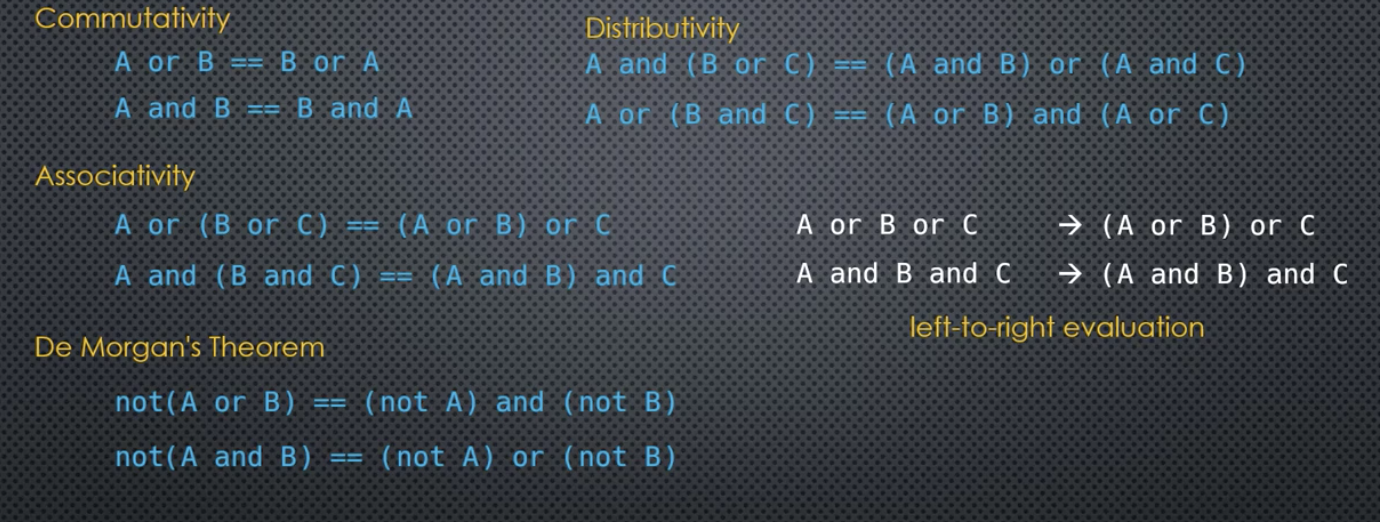 Commutativity
A or B == B or A
A and B == B and A
Distributivity
A and (B or C) == (A and B) or (A and C)
A or (B and C) == (A or B) and (A or C)
Associativity
A or (B or C) == (A or B) or C
A and (B and C) == (A and B) and C
A or B or C → (A or B) or C
A and B and C → (A and B) and C
left-to-right evaluation
De Morgan's Theorem
not(A or B) == (not A) and (not B)
not(A and B) == (not A) or (not B)